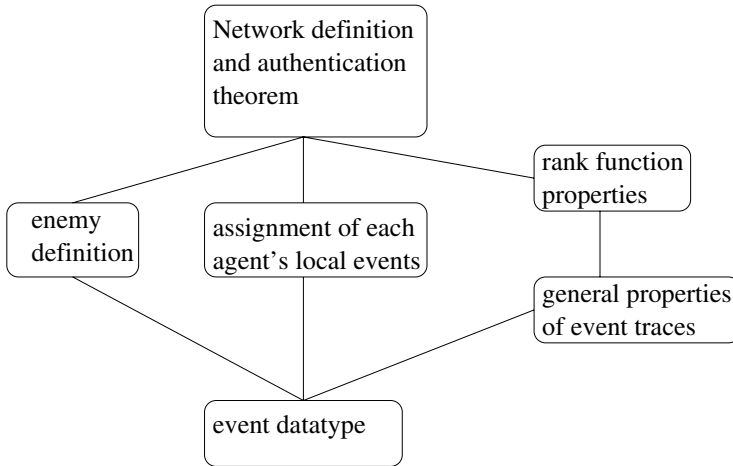 Network definition
and authentication
theorem
rank function
properties
enemy
definition
assignment of each
agent's local events
general properties
of event traces
event datatype